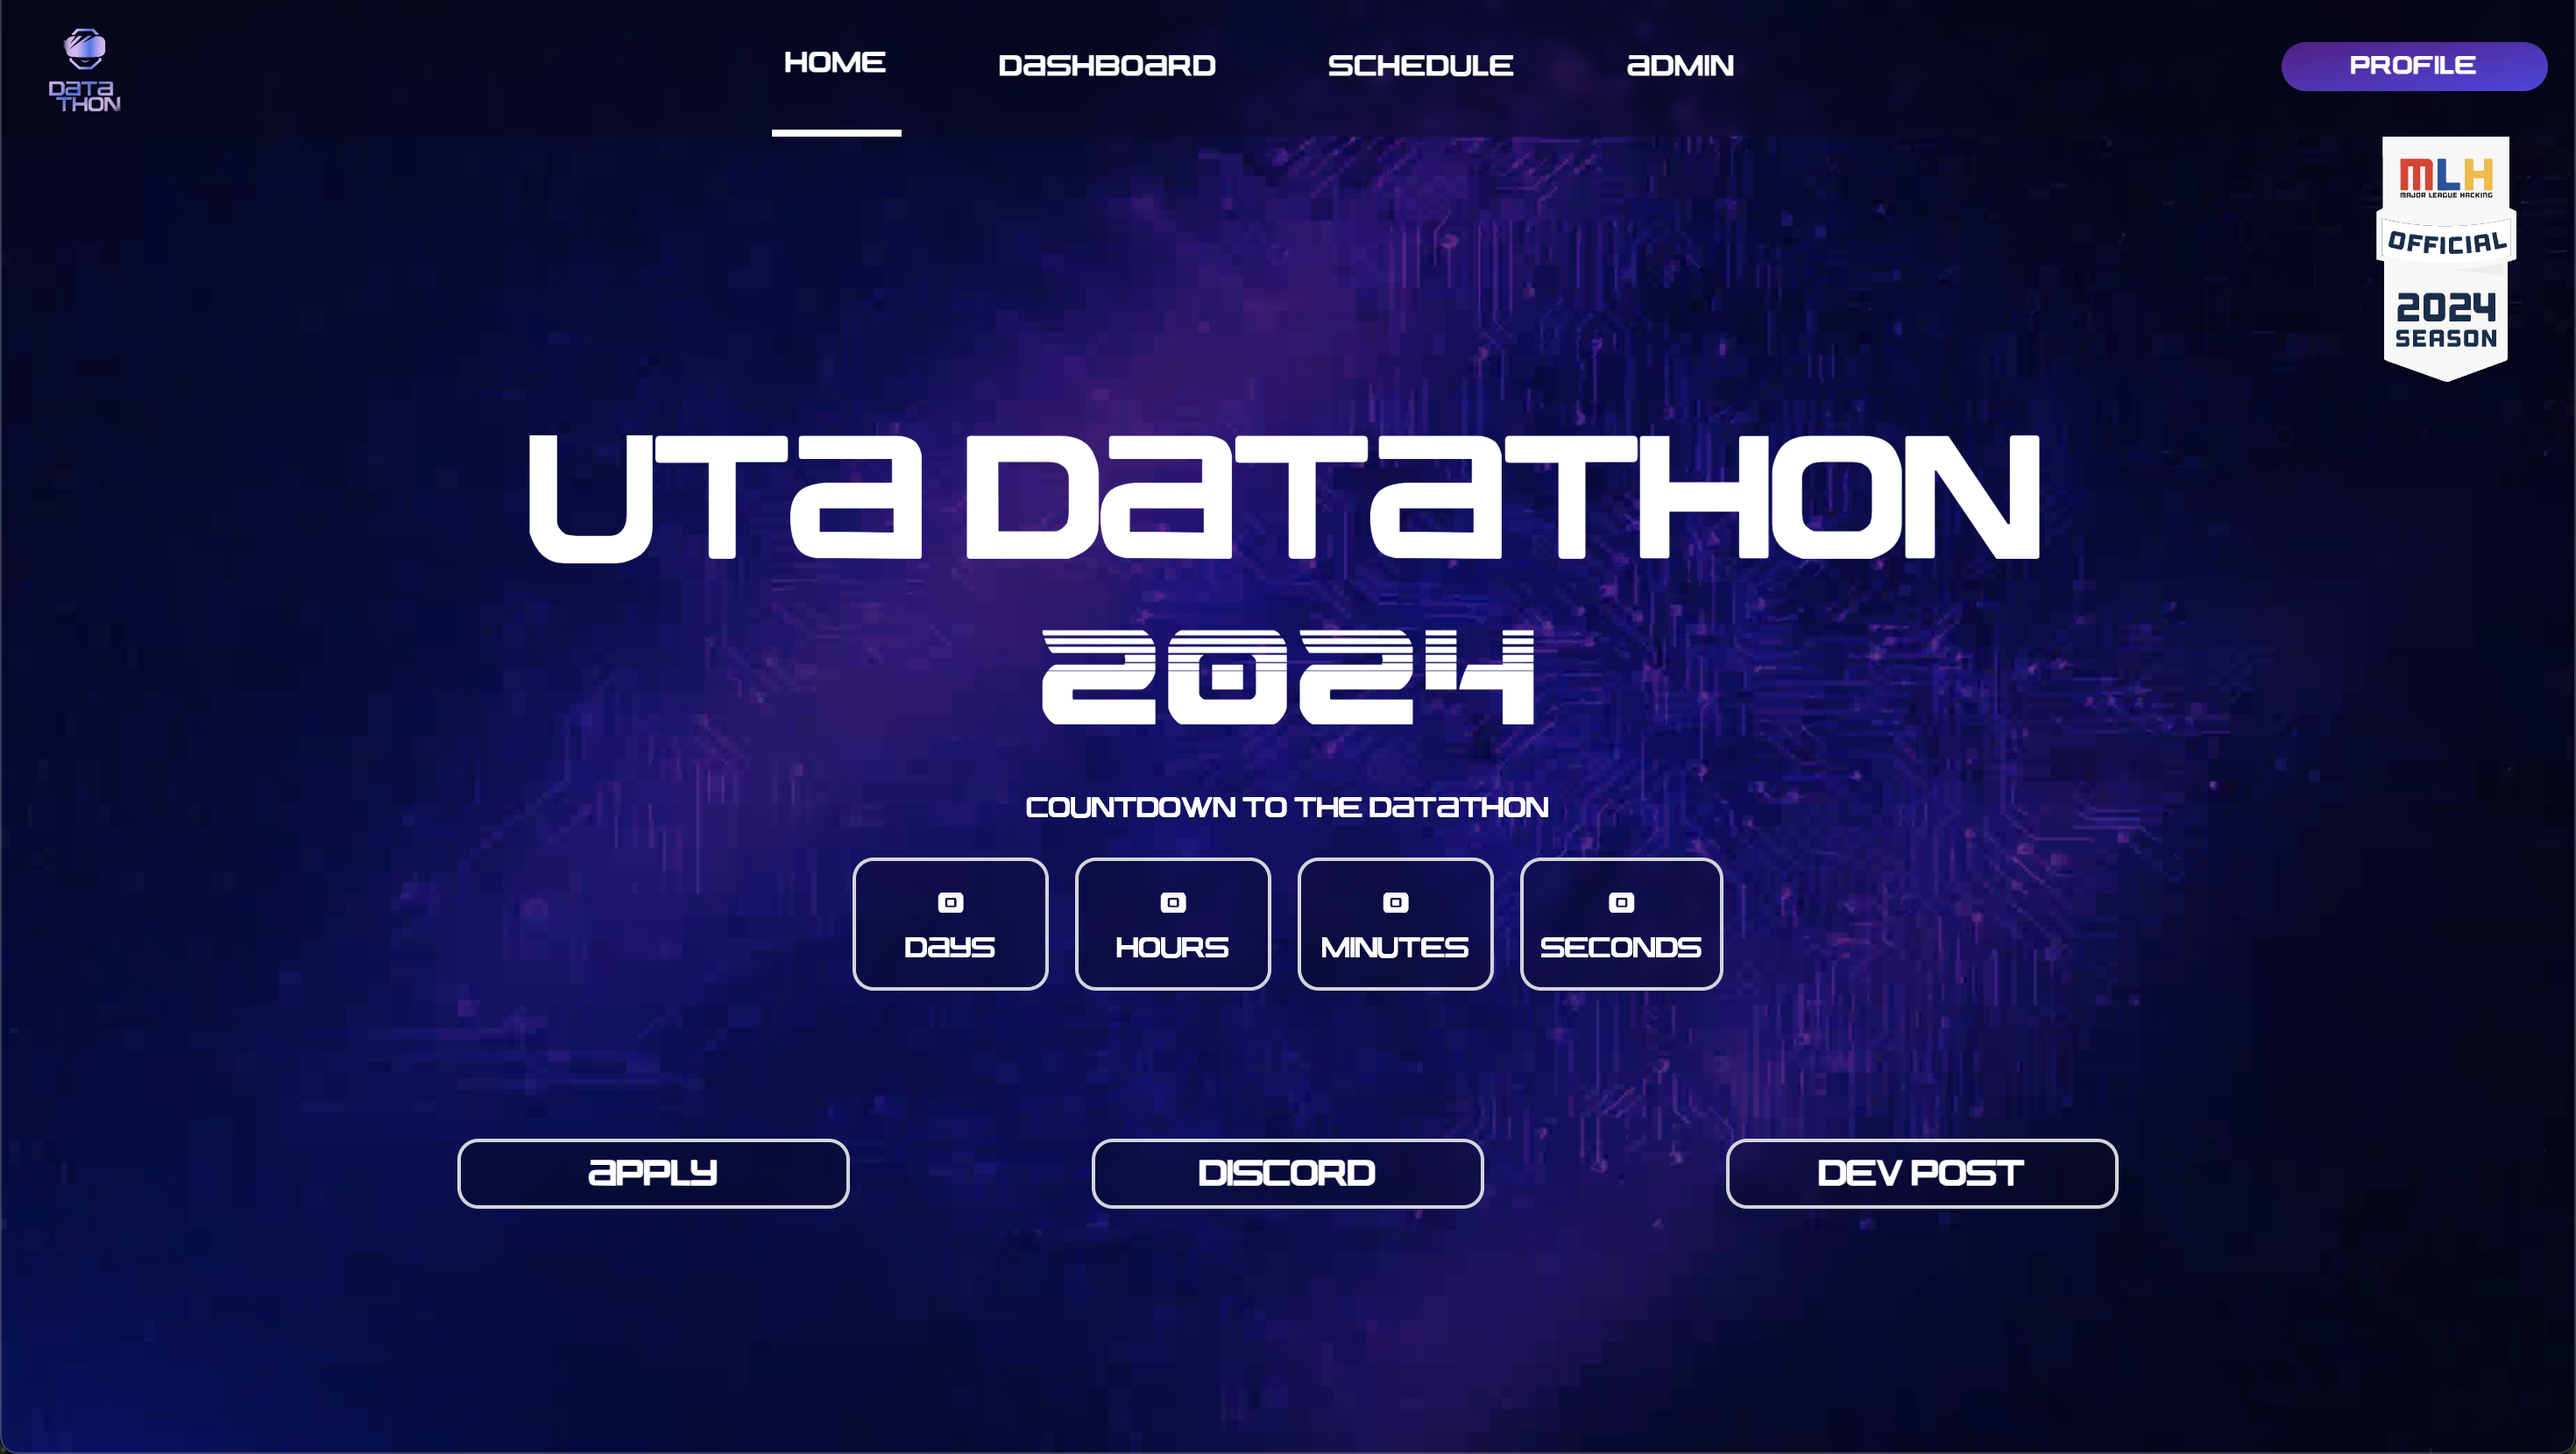 DATA
THON
HOME DASHBOARD SCHEDULE ADMIN PROFILE
MLH
MAJOR LEAGUE HACKING
OFFICIAL
2024
SEASON
UTA DATATHON
2024
COUNTDOWN TO THE DATATHON
0 0 0 0
DAYS HOURS MINUTES SECONDS
APPLY DISCORD DEV POST